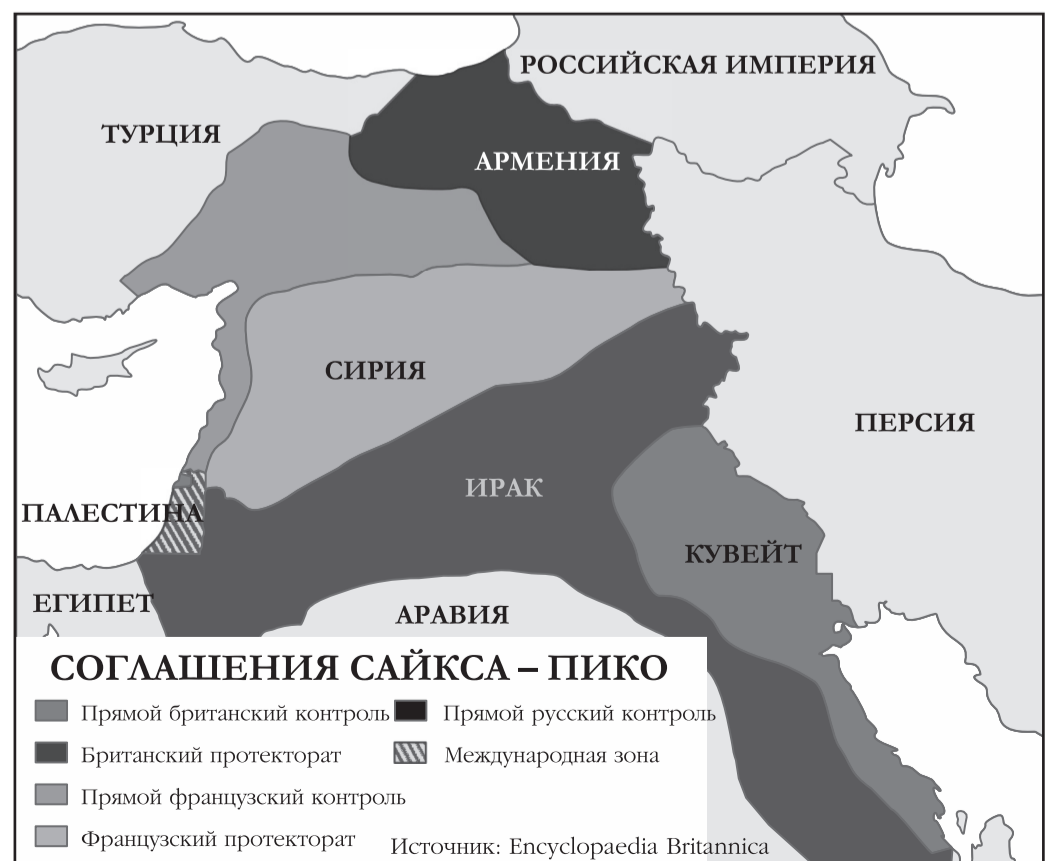 РОССИЙСКАЯ ИМПЕРИЯ
ТУРЦИЯ
АРМЕНИЯ
СИРИЯ
ПЕРСИЯ
ИРАК
ПАЛЕСТИНА
КУВЕЙТ
ЕГИПЕТ
АРАВИЯ
СОГЛАШЕНИЯ САЙКСА – ПИКО
Прямой британский контроль
Прямой русский контроль
Британский протекторат
Международная зона
Прямой французский контроль
Французский протекторат
Источник: Encyclopaedia Britannica